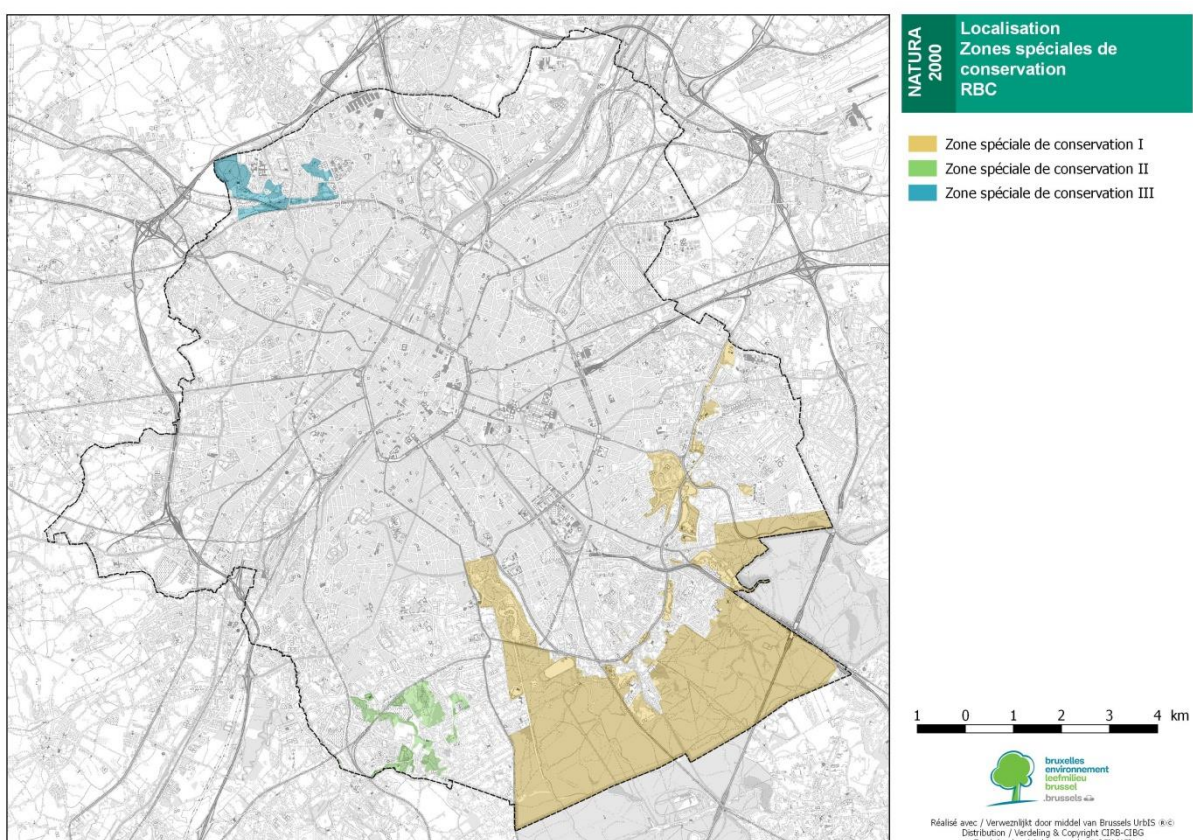 NATURA
2000
Localisation
Zones spéciales de
conservation
RBC
Zone spéciale de conservation I
Zone spéciale de conservation II
Zone spéciale de conservation III
1 0 1 2 3 4 km
bruxelles
environnement
leefmilieu
brussel
.brussels
Réalisé avec / Verweznlijkt door middel van Brussels UrbIS ®©
Distribution / Verdeling & Copyright CIRB-CIBG